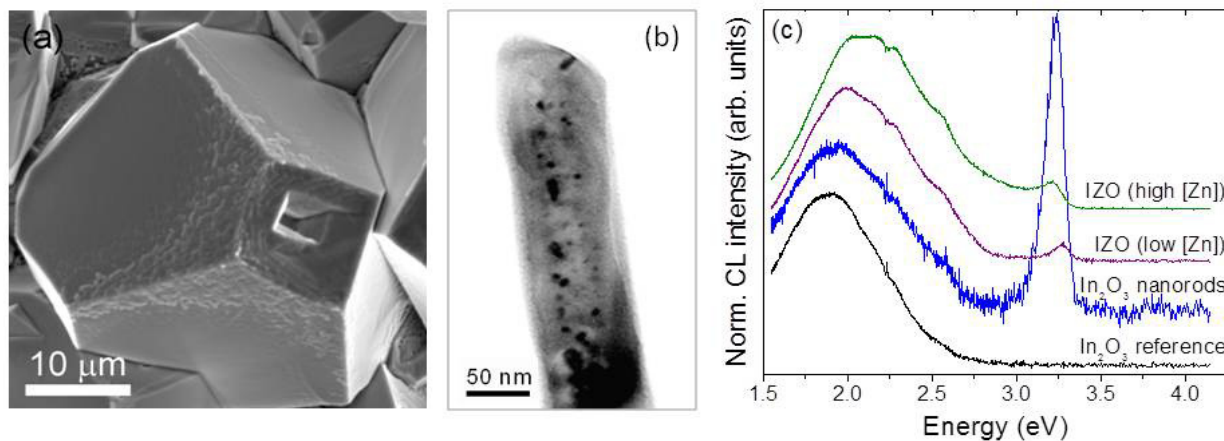 (a)
10 μm
(b)
50 nm
(c)
Norm. CL intensity (arb. units)
IZO (high [Zn])
IZO (low [Zn])
In₂O₃ nanorods
In₂O₃ reference
1.5 2.0 2.5 3.0 3.5 4.0
Energy (eV)